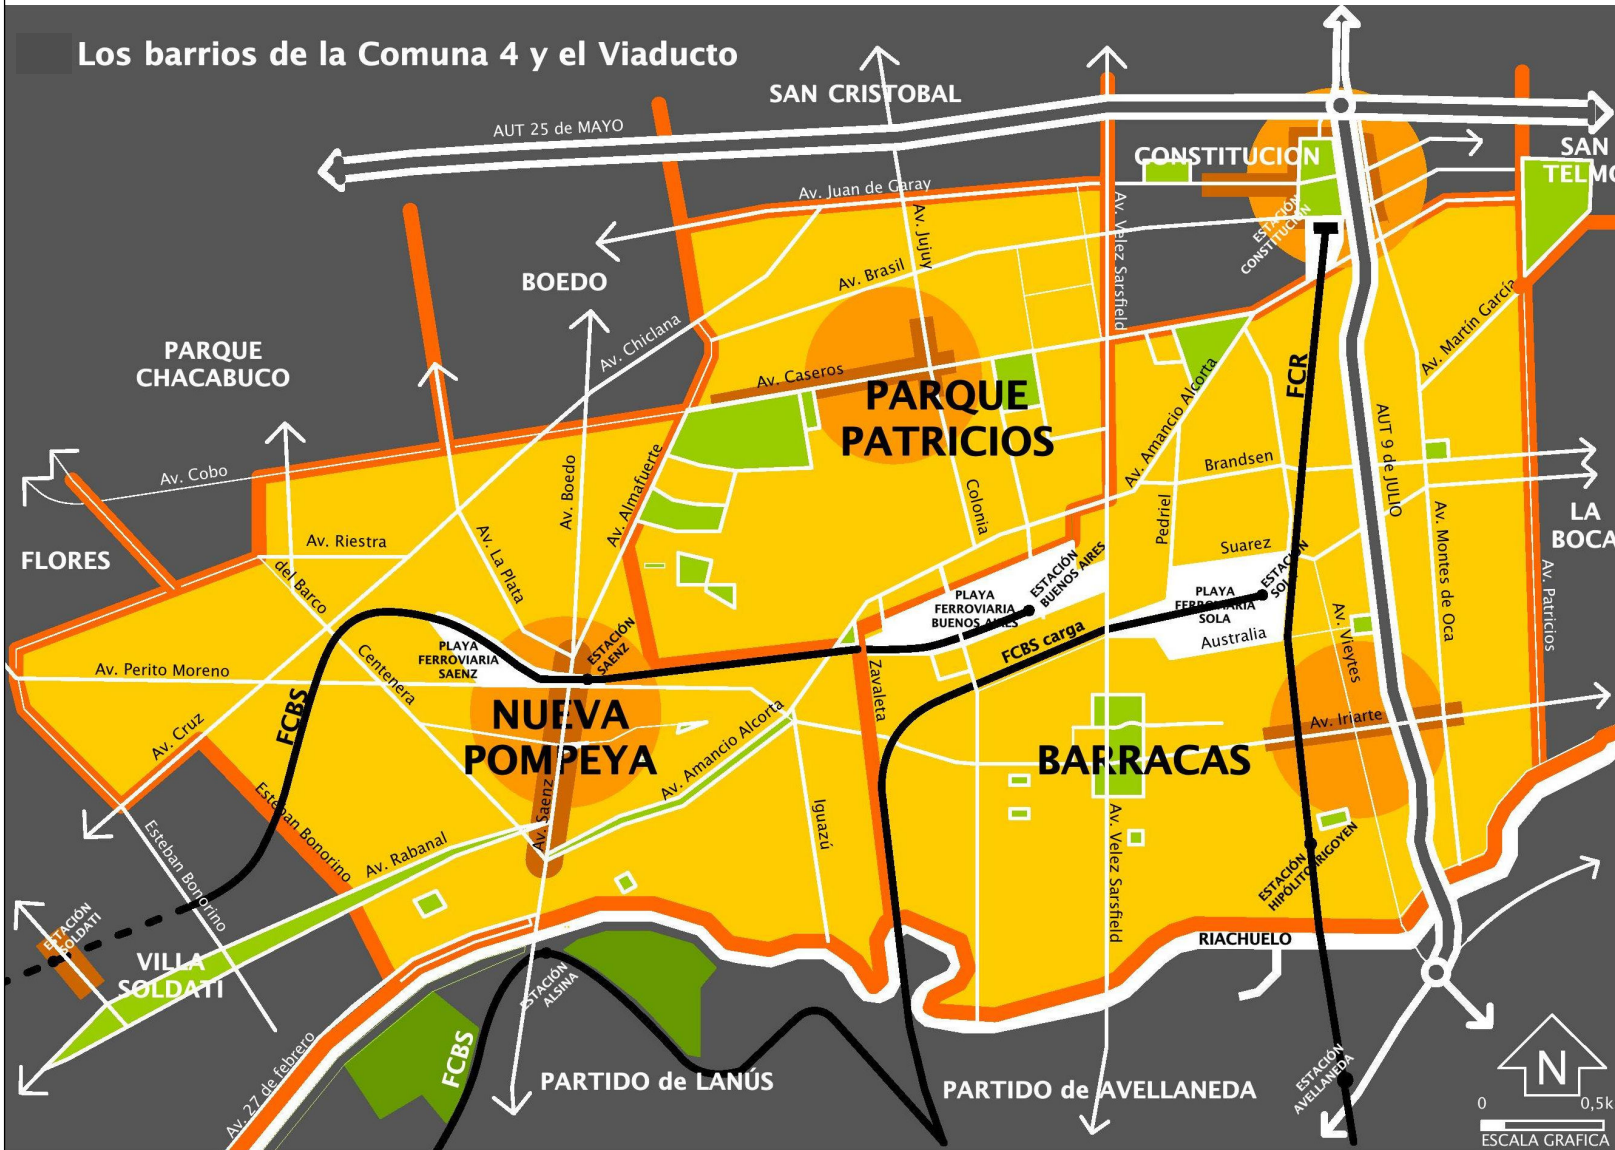 Los barrios de la Comuna 4 y el Viaducto
SAN CRISTOBAL
AUT 25 de MAYO
CONSTITUCION
SAN
TELMO
Av. Juan de Garay
Av. Jujuy
Av. Velez Sarsfield
ESTACIÓN
CONSTITUCIÓN
BOEDO
Av. Brasil
Av. Chiclana
Av. Martín García
PARQUE
CHACABUCO
Av. Caseros
PARQUE
PATRICIOS
Av. Amancio Alcorta
FCR
AUT 9 de JULIO
Av. Cobo
Av. Boedo
Av. Almafuerte
Colonia
Brandsen
Pedriel
Av. Montes de Oca
LA
BOCA
FLORES
Av. Riestra
Av. La Plata
del Barco
Suarez
ESTACIÓN
SOLA
ESTACIÓN
BUENOS AIRES
PLAYA
FERROVIARIA
BUENOS AIRES
PLAYA
FERROVIARIA
SOLA
Av. Patricios
Australia
Av. Vieytes
FCBS carga
PLAYA
FERROVIARIA
SAENZ
ESTACIÓN
SAENZ
Av. Perito Moreno
Centenera
Zavaleta
FCBS
Av. Cruz
NUEVA
POMPEYA
Av. Amancio Alcorta
BARRACAS
Av. Iriarte
Esteban Bonorino
Esteban Bonorino
Av. Saenz
Av. Rabanal
Iguazú
Av. Velez Sarsfield
ESTACIÓN
HIPÓLITO IRIGOYEN
ESTACIÓN
SOLDATI
VILLA
SOLDATI
RIACHUELO
ESTACIÓN
ALSINA
FCBS
Av. 27 de febrero
PARTIDO de LANÚS
PARTIDO de AVELLANEDA
ESTACIÓN
AVELLANEDA
N
0 0,5k
ESCALA GRAFICA